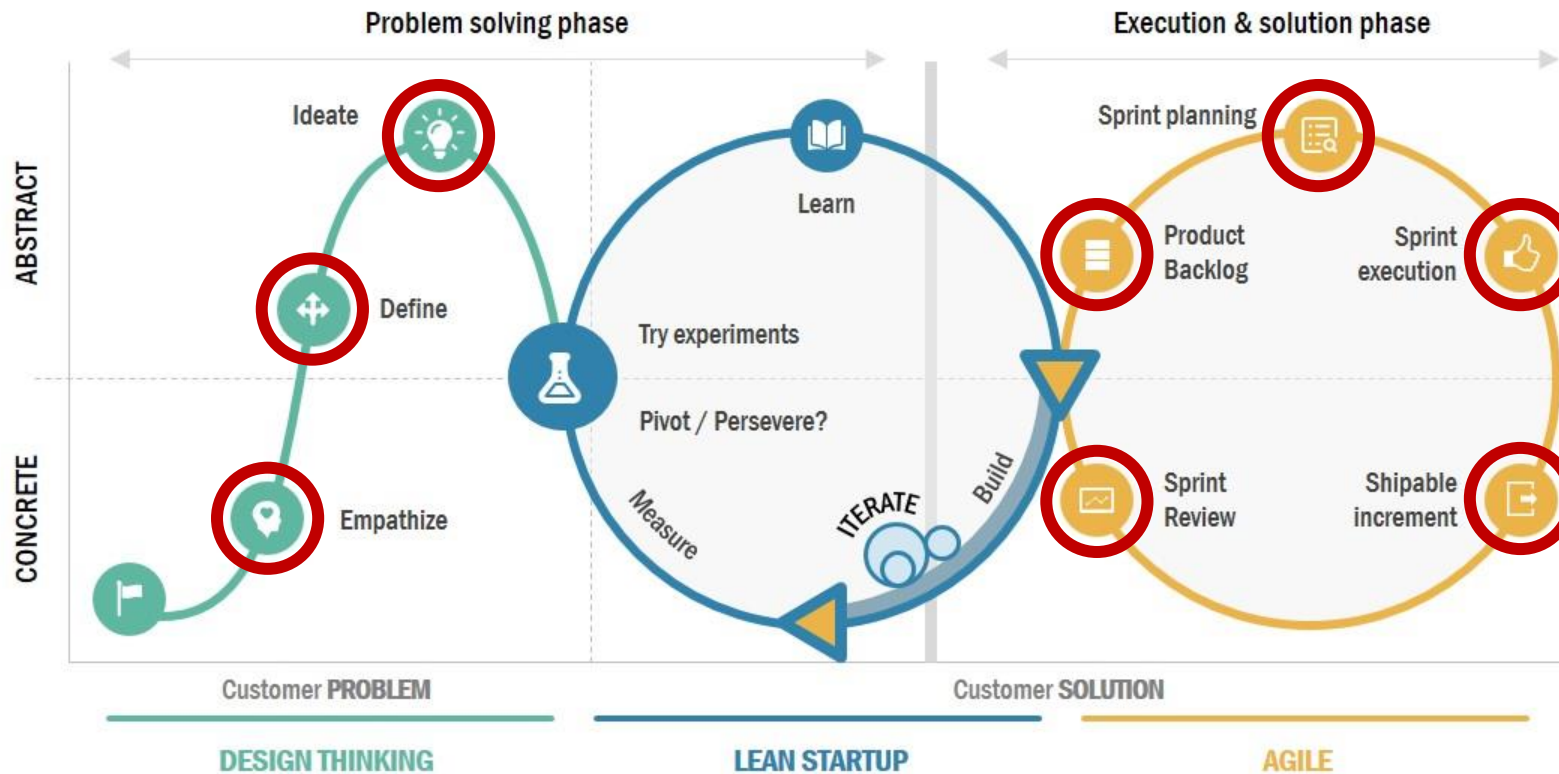 Problem solving phase
Execution & solution phase
ABSTRACT
CONCRETE
Ideate
Define
Empathize
Learn
Try experiments
Pivot / Persevere?
Measure
ITERATE
Build
Sprint planning
Product
Backlog
Sprint
execution
Sprint
Review
Shipable
increment
Customer PROBLEM
Customer SOLUTION
DESIGN THINKING
LEAN STARTUP
AGILE